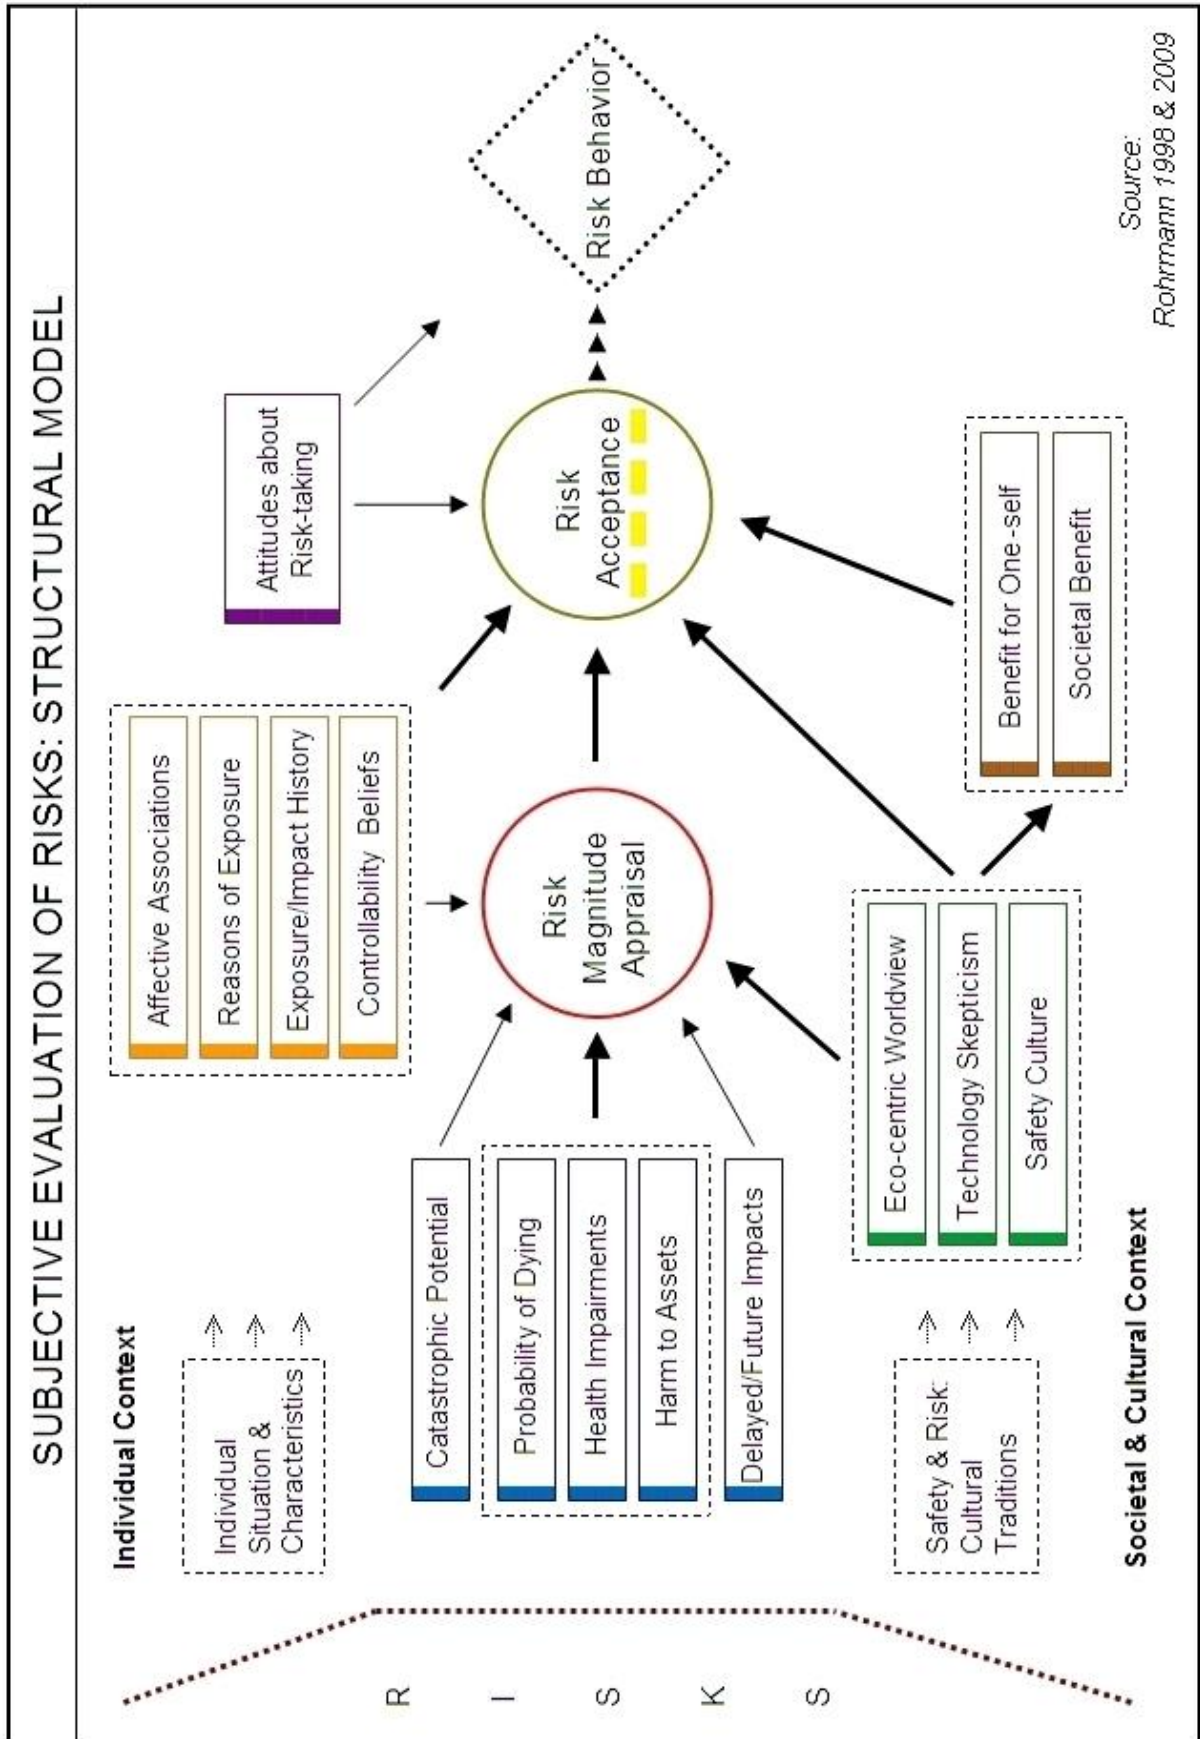 SUBJECTIVE EVALUATION OF RISKS: STRUCTURAL MODEL
Individual Context
Individual
Situation &
Characteristics
Affective Associations
Reasons of Exposure
Exposure/Impact History
Controllability Beliefs
Attitudes about
Risk-taking
R
I
S
K
S
Catastrophic Potential
Probability of Dying
Health Impairments
Harm to Assets
Delayed/Future Impacts
Risk
Magnitude
Appraisal
Risk
Acceptance
Risk Behavior
Safety & Risk:
Cultural
Traditions
Eco-centric Worldview
Technology Skepticism
Safety Culture
Benefit for One -self
Societal Benefit
Societal & Cultural Context
Source:
Rohrmann 1998 & 2009